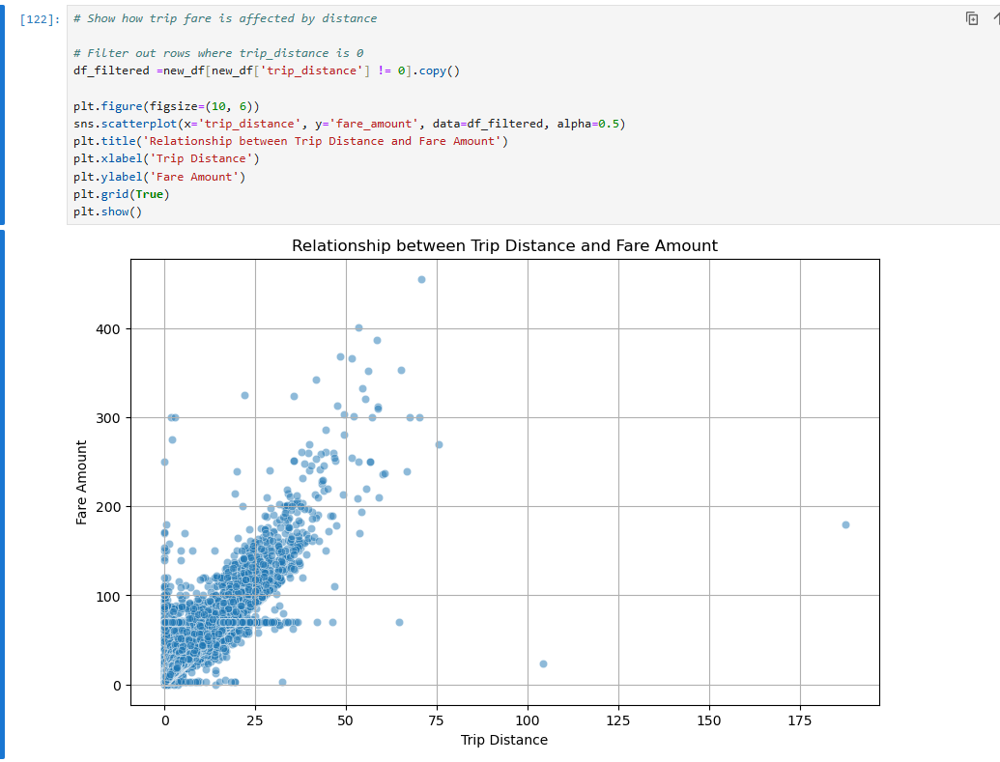 [122]:
# Show how trip fare is affected by distance
# Filter out rows where trip_distance is 0
df_filtered =new_df[new_df['trip_distance'] != 0].copy()
plt.figure(figsize=(10, 6))
sns.scatterplot(x='trip_distance', y='fare_amount', data=df_filtered, alpha=0.5)
plt.title('Relationship between Trip Distance and Fare Amount')
plt.xlabel('Trip Distance')
plt.ylabel('Fare Amount')
plt.grid(True)
plt.show()
Relationship between Trip Distance and Fare Amount
Fare Amount
400
300
200
100
0
0 25 50 75 100 125 150 175
Trip Distance